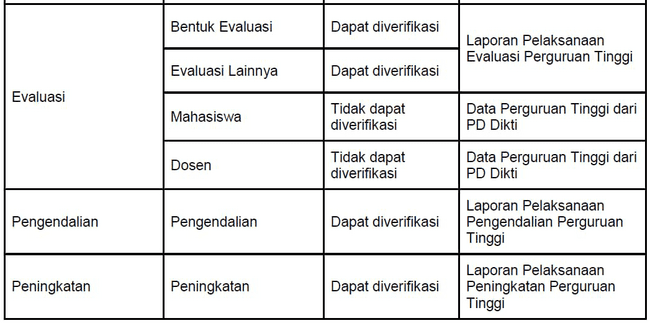 Evaluasi
Bentuk Evaluasi
Dapat diverifikasi
Laporan Pelaksanaan
Evaluasi Perguruan Tinggi
Evaluasi Lainnya
Dapat diverifikasi
Mahasiswa
Tidak dapat
diverifikasi
Data Perguruan Tinggi dari
PD Dikti
Dosen
Tidak dapat
diverifikasi
Data Perguruan Tinggi dari
PD Dikti
Pengendalian
Pengendalian
Dapat diverifikasi
Laporan Pelaksanaan
Pengendalian Perguruan
Tinggi
Peningkatan
Peningkatan
Dapat diverifikasi
Laporan Pelaksanaan
Peningkatan Perguruan
Tinggi